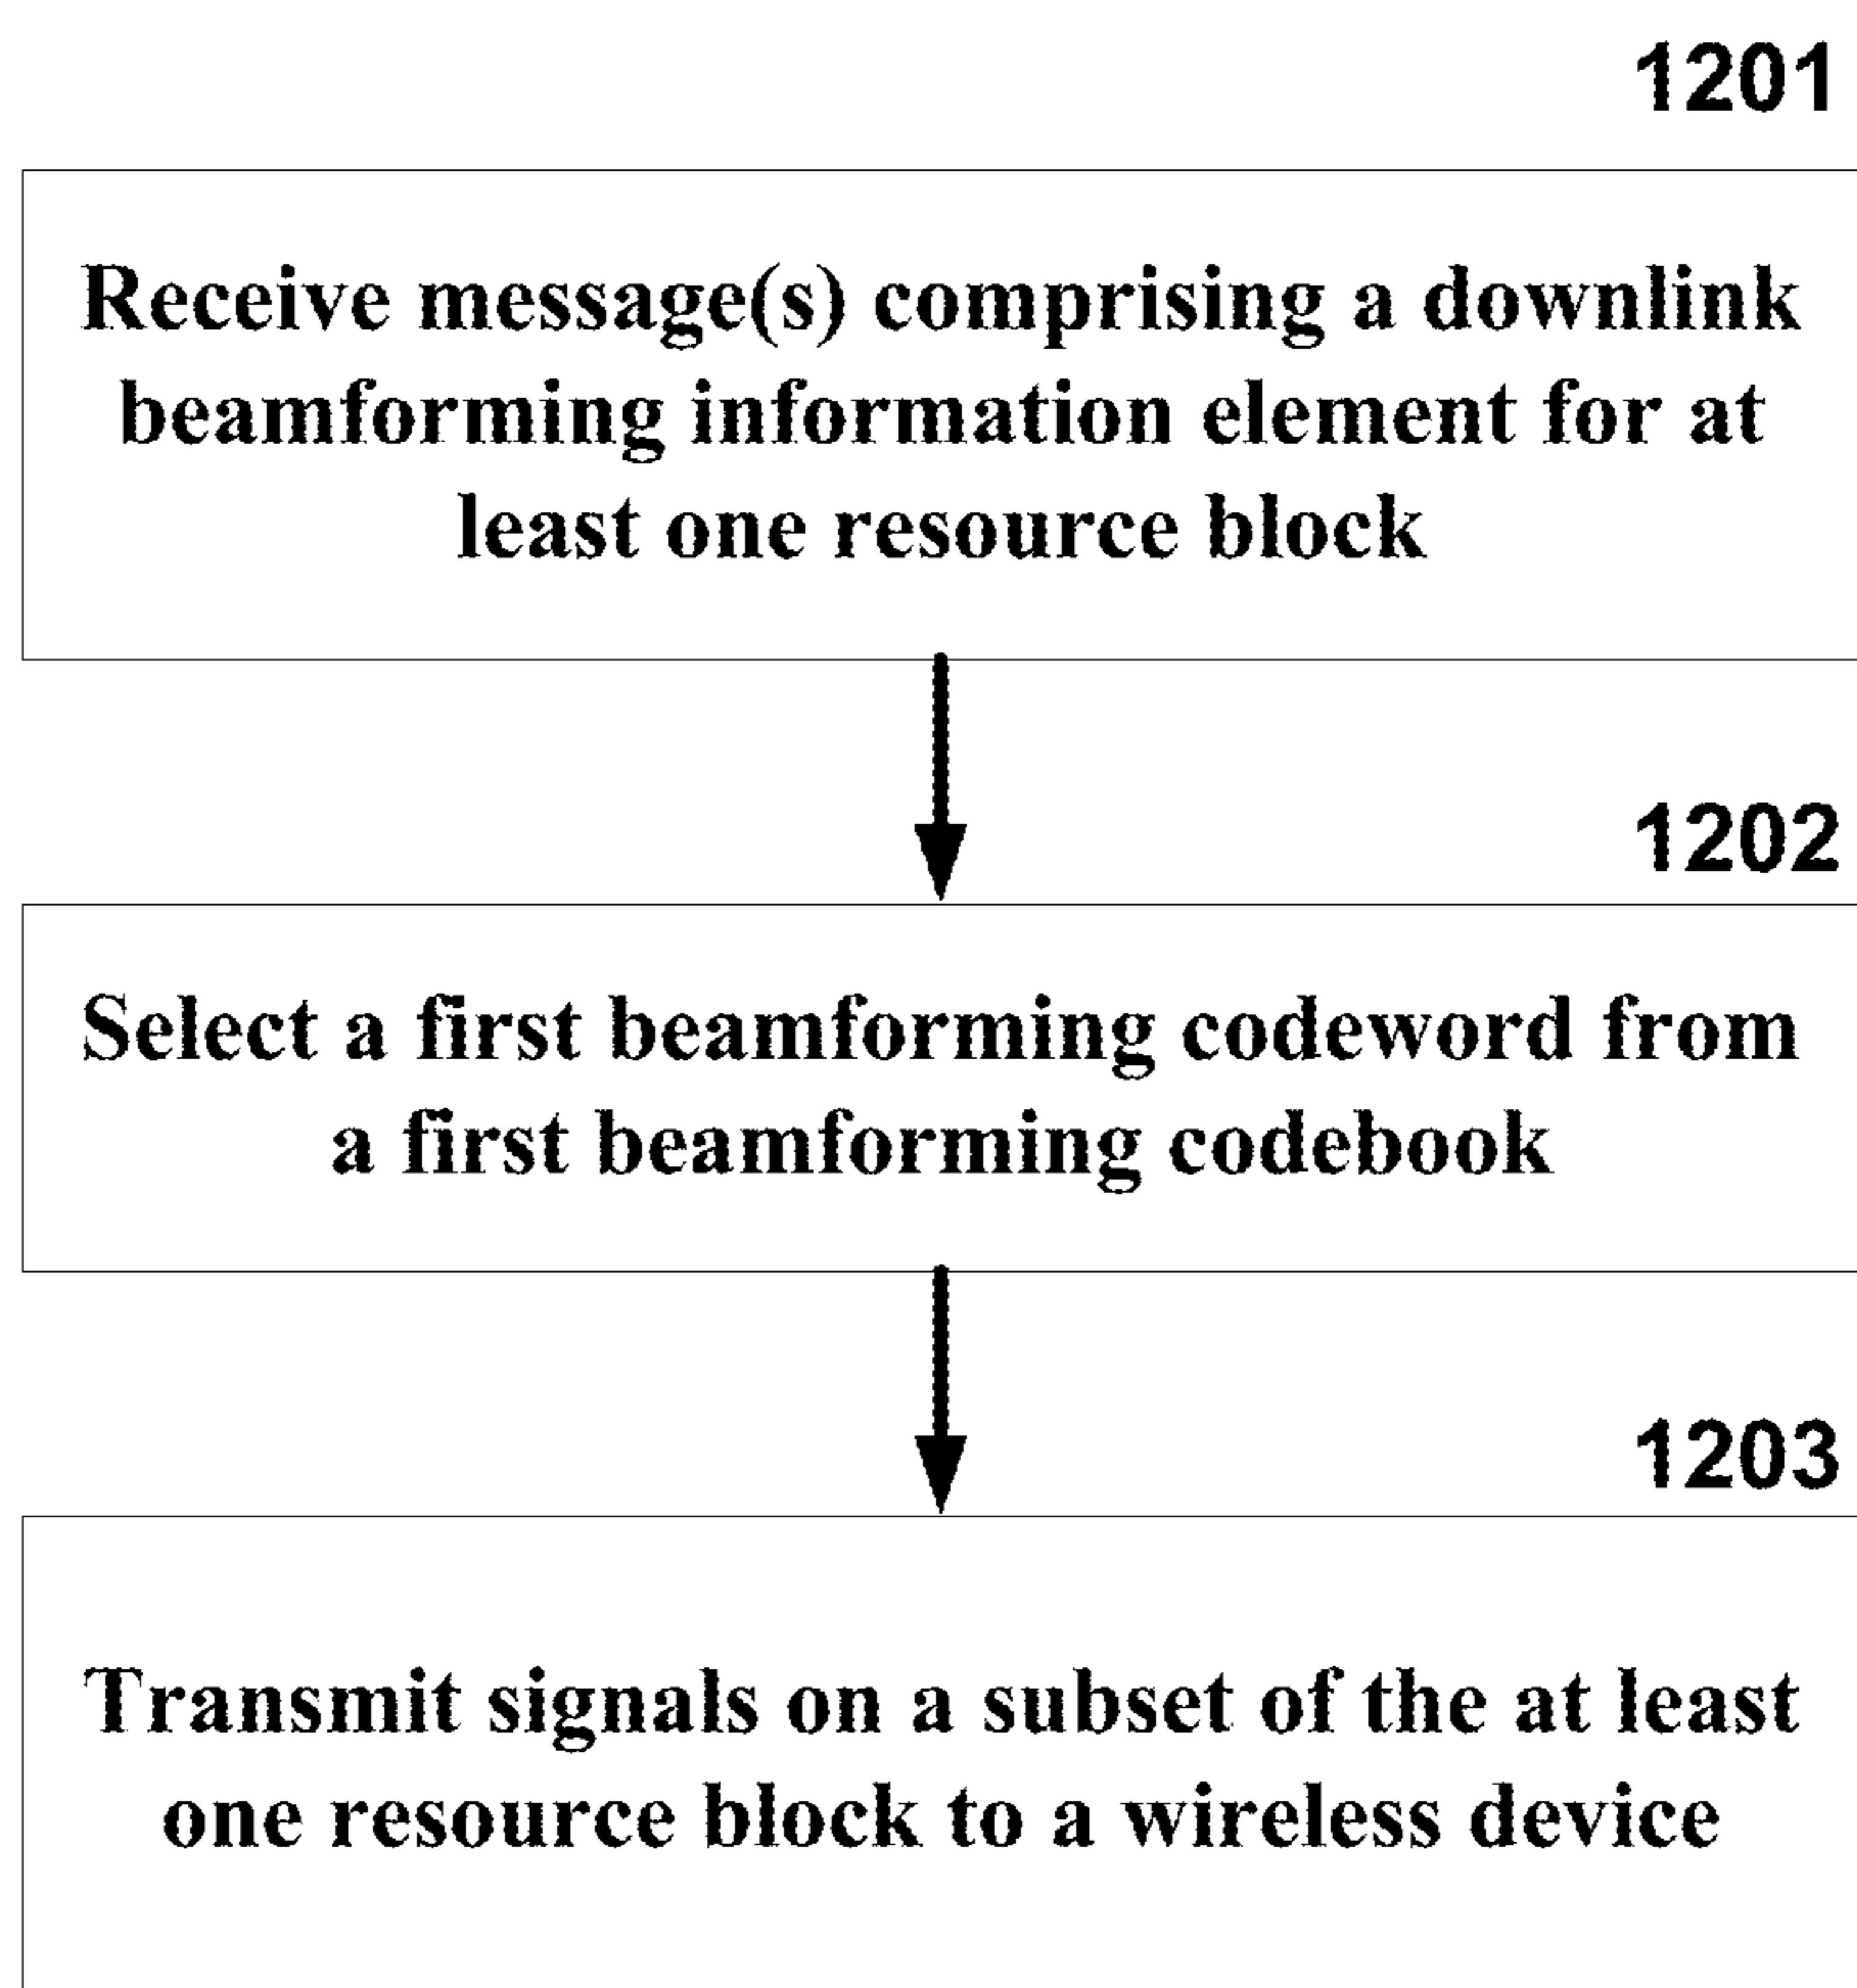 1201
Receive message(s) comprising a downlink
beamforming information element for at
least one resource block
1202
Select a first beamforming codeword from
a first beamforming codebook
1203
Transmit signals on a subset of the at least
one resource block to a wireless device